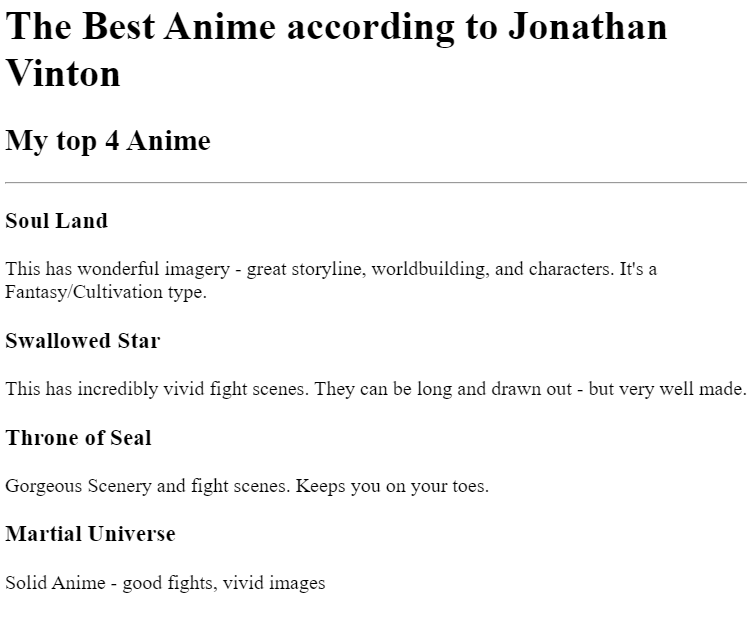 The Best Anime according to Jonathan
Vinton
My top 4 Anime
Soul Land
This has wonderful imagery - great storyline, worldbuilding, and characters. It's a
Fantasy/Cultivation type.
Swallowed Star
This has incredibly vivid fight scenes. They can be long and drawn out - but very well made.
Throne of Seal
Gorgeous Scenery and fight scenes. Keeps you on your toes.
Martial Universe
Solid Anime - good fights, vivid images